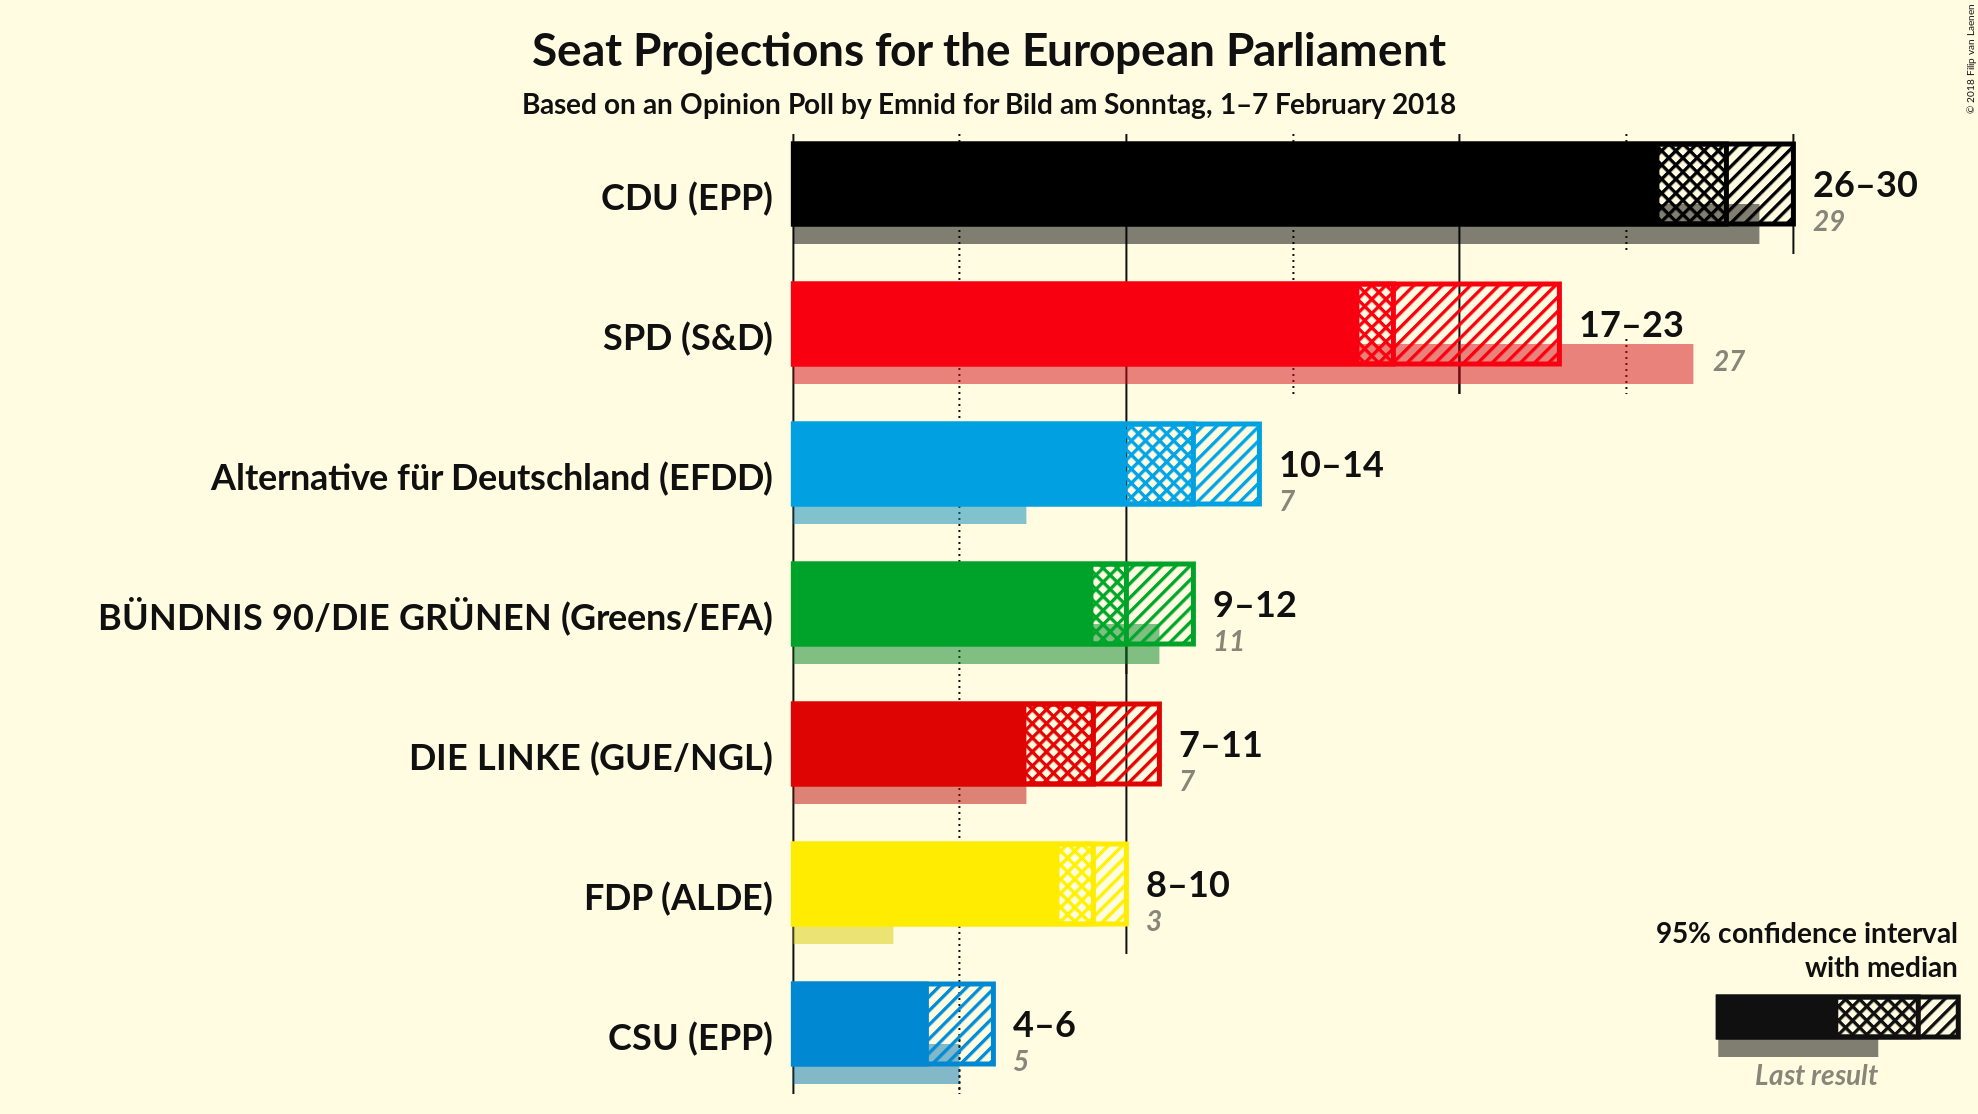 Seat Projections for the European Parliament
Based on an Opinion Poll by Emnid for Bild am Sonntag, 1–7 February 2018
© 2018 Filip van Laenen
CDU (EPP)
26–30
29
SPD (S&D)
17–23
27
Alternative für Deutschland (EFDD)
10–14
7
BÜNDNIS 90/DIE GRÜNEN (Greens/EFA)
9–12
11
DIE LINKE (GUE/NGL)
7–11
7
FDP (ALDE)
8–10
3
CSU (EPP)
4–6
5
95% confidence interval
with median
Last result